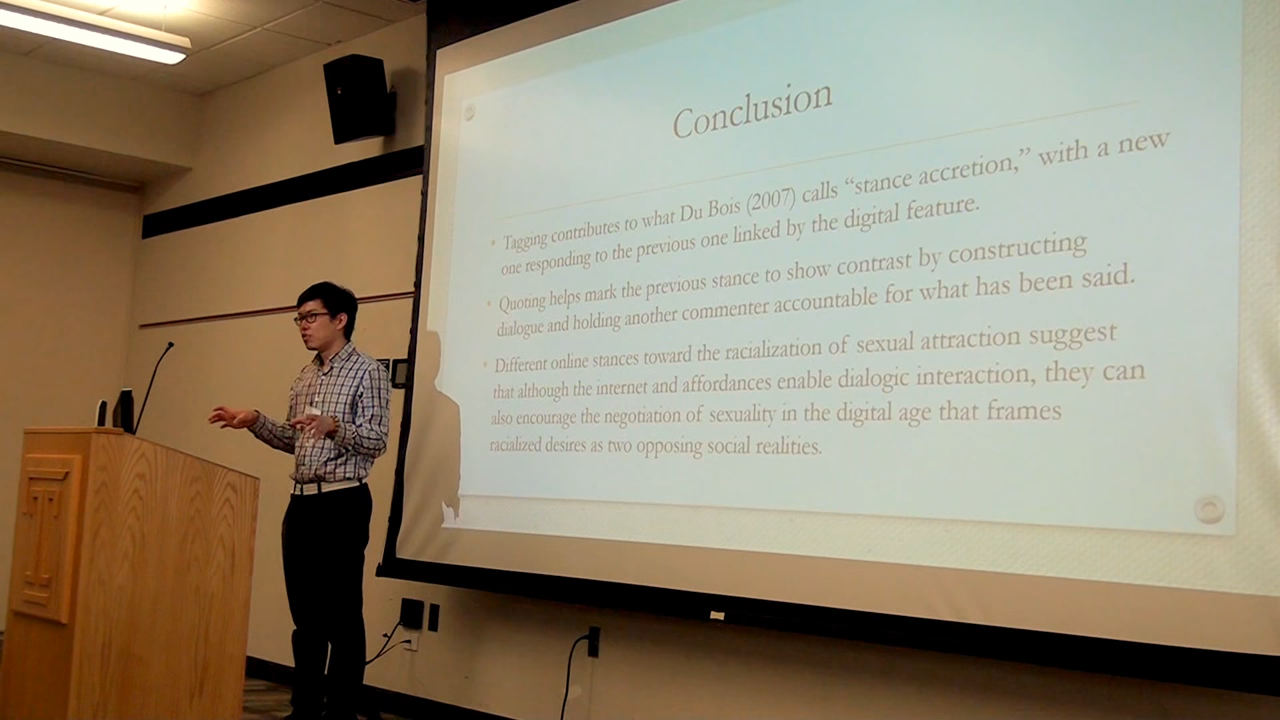 Conclusion
Tagging contributes to what Du Bois (2007) calls “stance accretion,” with a new
one responding to the previous one linked by the digital feature.
Quoting helps mark the previous stance to show contrast by constructing
dialogue and holding another commenter accountable for what has been said.
Different online stances toward the racialization of sexual attraction suggest
that although the internet and affordances enable dialogic interaction, they can
also encourage the negotiation of sexuality in the digital age that frames
racialized desires as two opposing social realities.